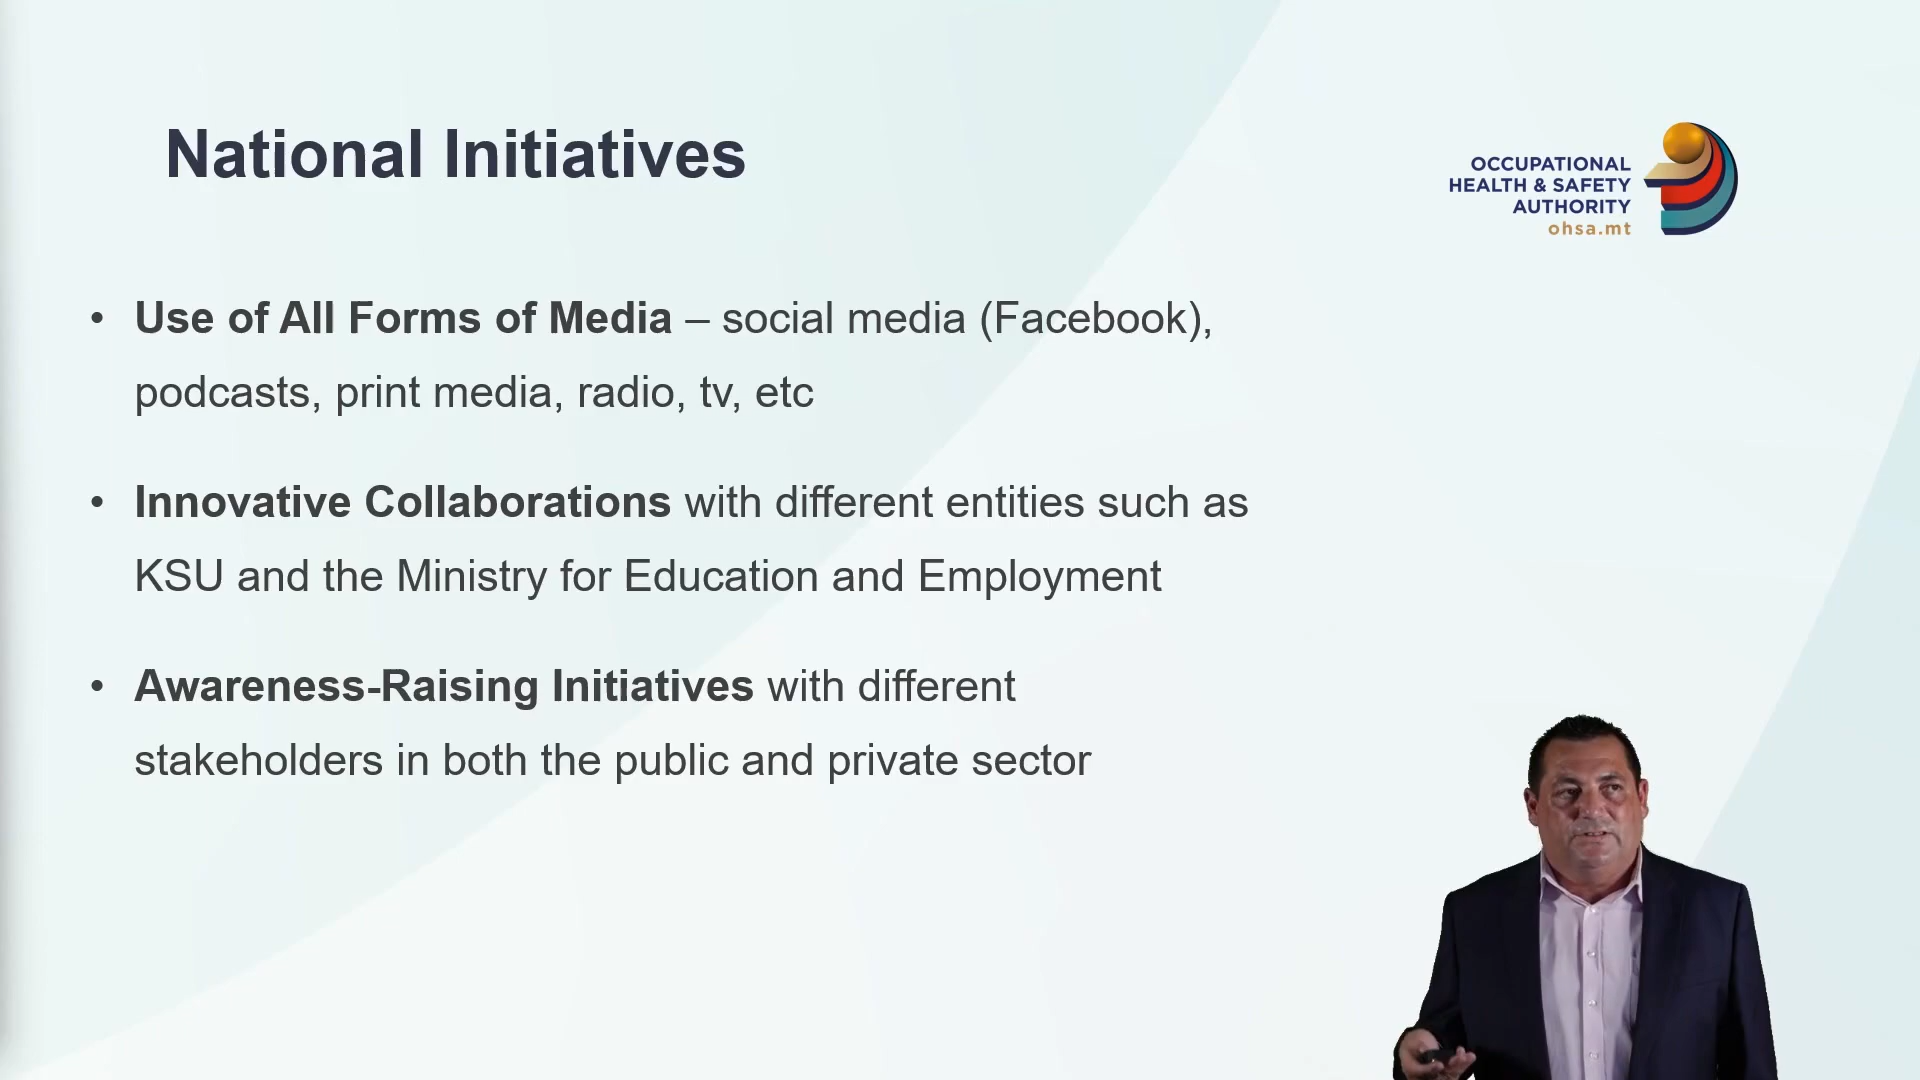 National Initiatives
OCCUPATIONAL
HEALTH & SAFETY
AUTHORITY
ohsa.mt
• Use of All Forms of Media – social media (Facebook),
podcasts, print media, radio, tv, etc
• Innovative Collaborations with different entities such as
KSU and the Ministry for Education and Employment
• Awareness-Raising Initiatives with different
stakeholders in both the public and private sector